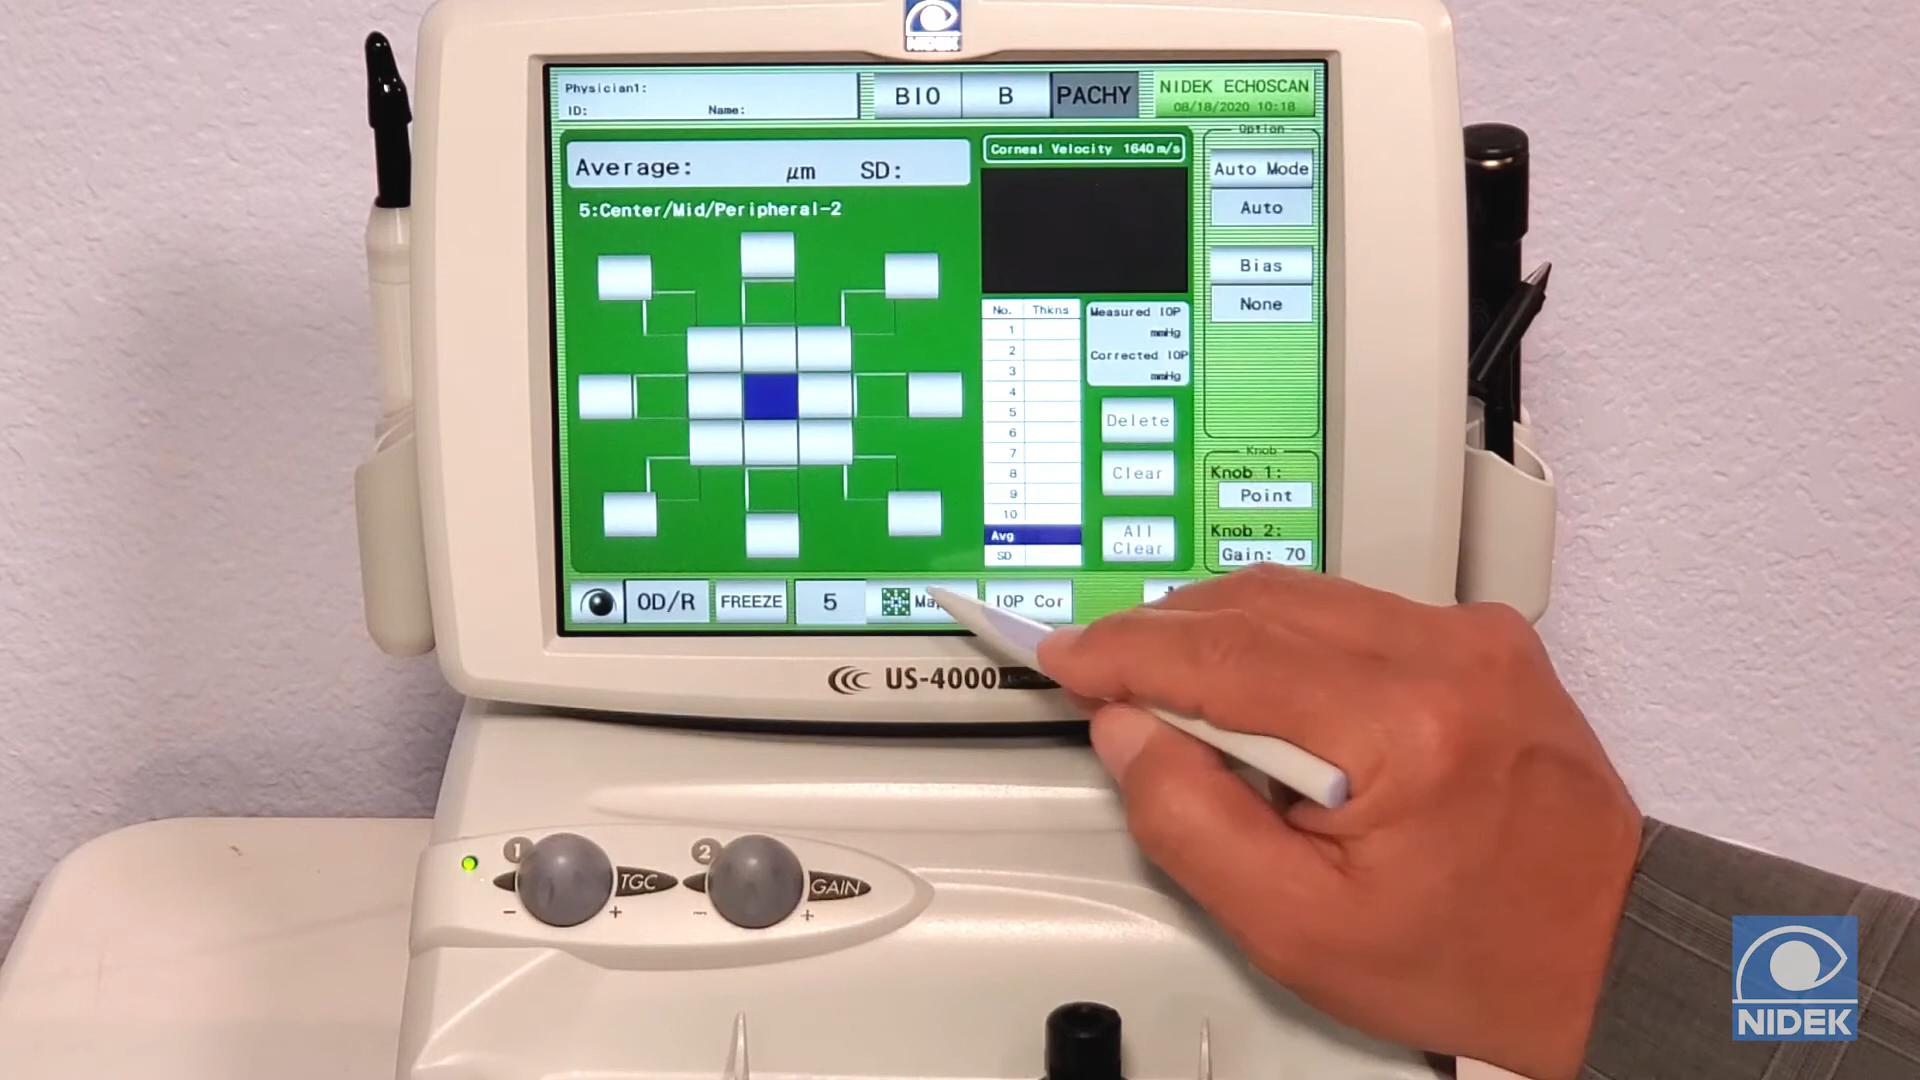 NIDEK
Physician1:
ID: Name:
BIO B PACHY
NIDEK ECHOSCAN
08/18/2020 10:18
Average: μm SD:
5:Center/Mid/Peripheral-2
Corneal Velocity 1640m/s
No. Thkns
1
2
3
4
5
6
7
8
9
10
Avg
SD
Measured IOP
mmHg
Corrected IOP
mmHg
Delete
Clear
All
Clear
Option
Auto Mode
Auto
Bias
None
Knob
Knob 1:
Point
Knob 2:
Gain: 70
OD/R FREEZE 5 IOP Cor
US-4000
1 TGC
- +
2 GAIN
- +
NIDEK